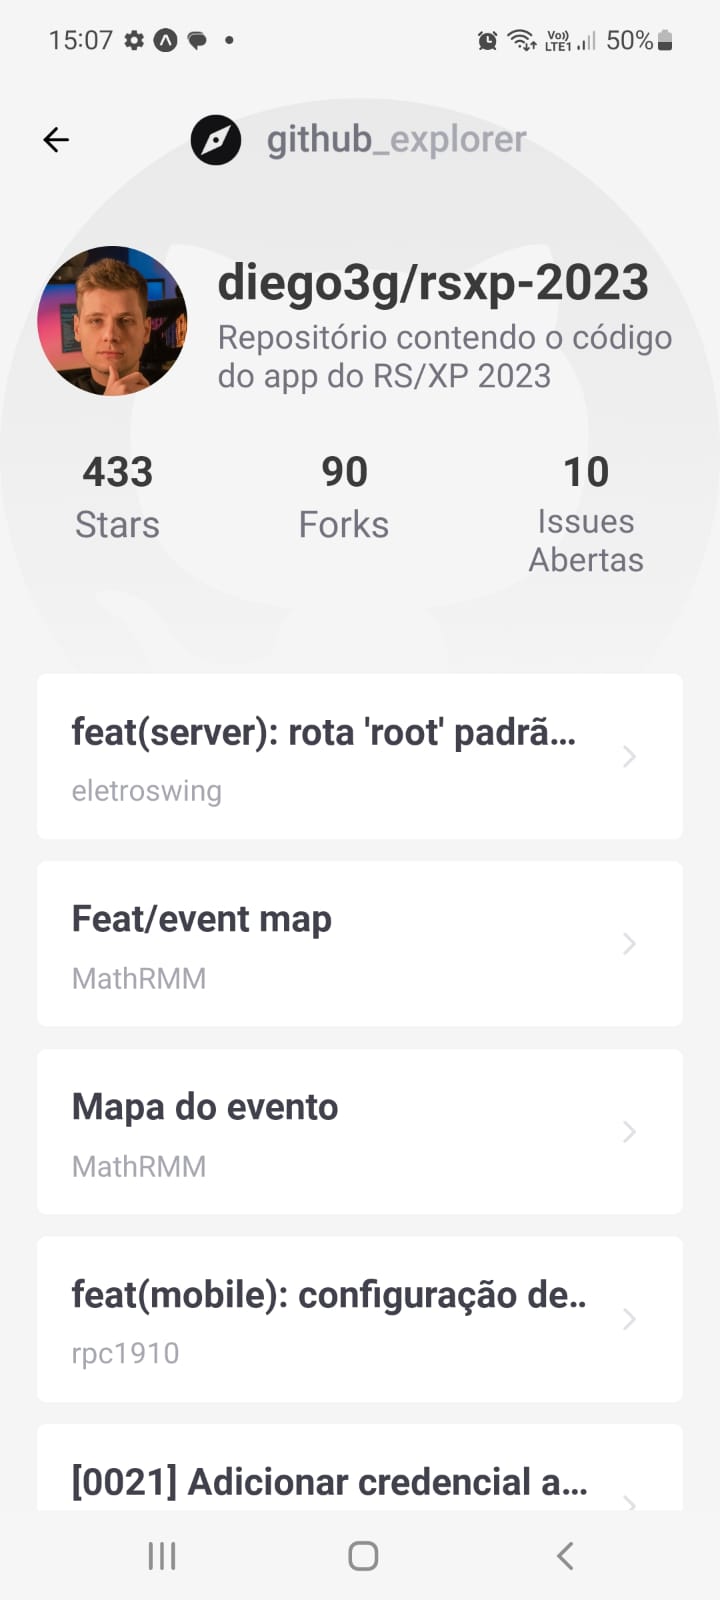 15:07
Vo))
LTE1
50%
github_explorer
diego3g/rsxp-2023
Repositório contendo o código
do app do RS/XP 2023
433
Stars
90
Forks
10
Issues
Abertas
feat(server): rota 'root' padrã...
eletroswing
Feat/event map
MathRMM
Mapa do evento
MathRMM
feat(mobile): configuração de..
rpc1910
[0021] Adicionar credencial a...